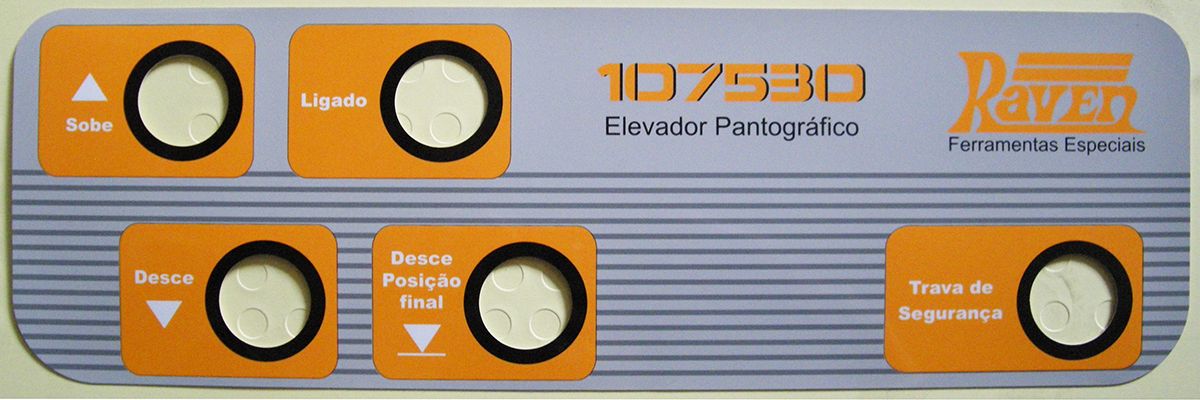 Sobe
Ligado
107530
Elevador Pantográfico
Raven
Ferramentas Especiais
Desce
Desce
Posição
final
Trava de
Segurança